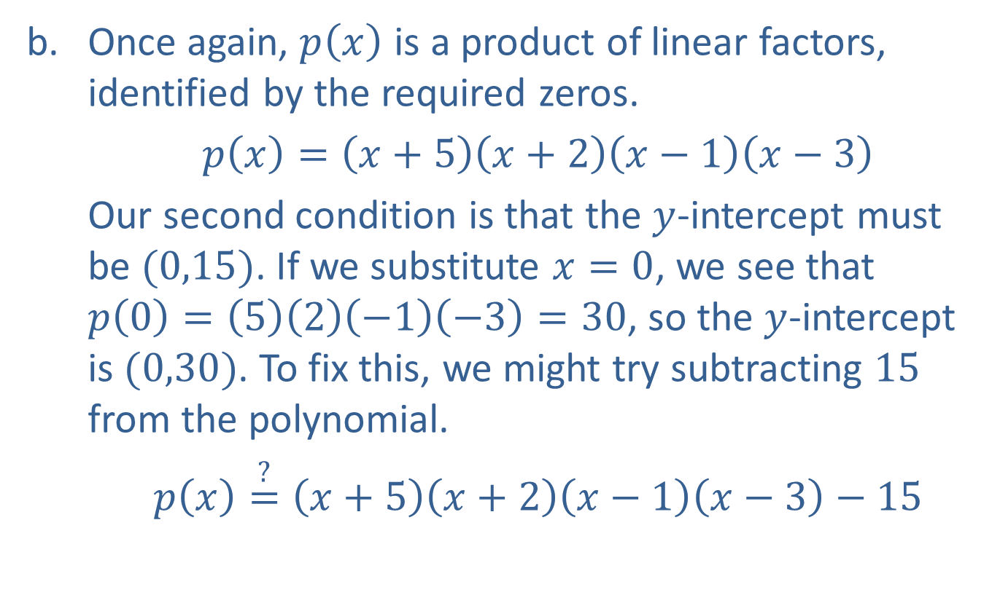 b. Once again, p(x) is a product of linear factors,
identified by the required zeros.
p(x) = (x + 5)(x + 2)(x − 1)(x − 3)
Our second condition is that the y-intercept must
be (0,15). If we substitute x = 0, we see that
p(0) = (5)(2)(−1)(−3) = 30, so the y-intercept
is (0,30). To fix this, we might try subtracting 15
from the polynomial.
?
p(x) = (x + 5)(x + 2)(x − 1)(x − 3) − 15